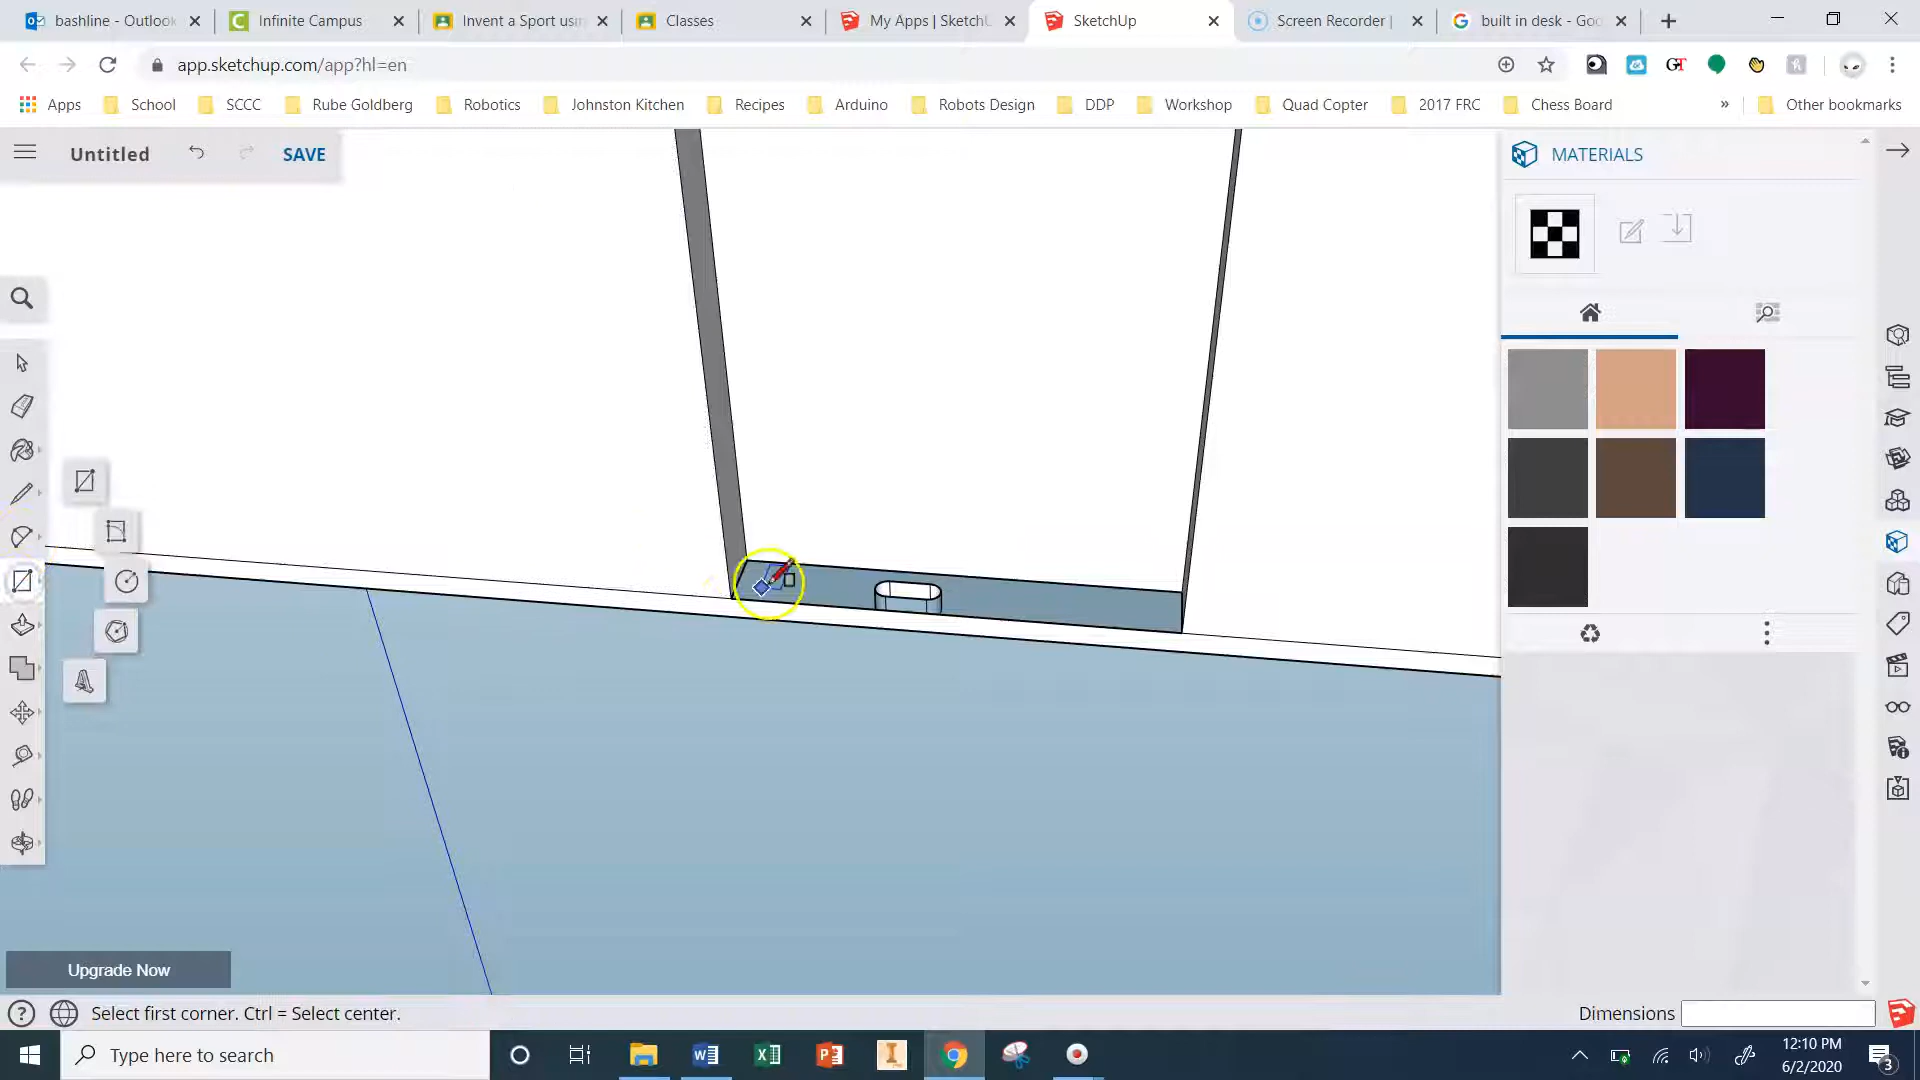 bashline - Outlook
Infinite Campus
Invent a Sport usin
Classes
My Apps | SketchU
SketchUp
Screen Recorder |
built in desk - Goo
app.sketchup.com/app?hl=en
Apps
School
SCCC
Rube Goldberg
Robotics
Johnston Kitchen
Recipes
Arduino
Robots Design
DDP
Workshop
Quad Copter
2017 FRC
Chess Board
»
Other bookmarks
Untitled
SAVE
MATERIALS
Upgrade Now
Select first corner. Ctrl = Select center.
Dimensions
Type here to search
12:10 PM
6/2/2020
3